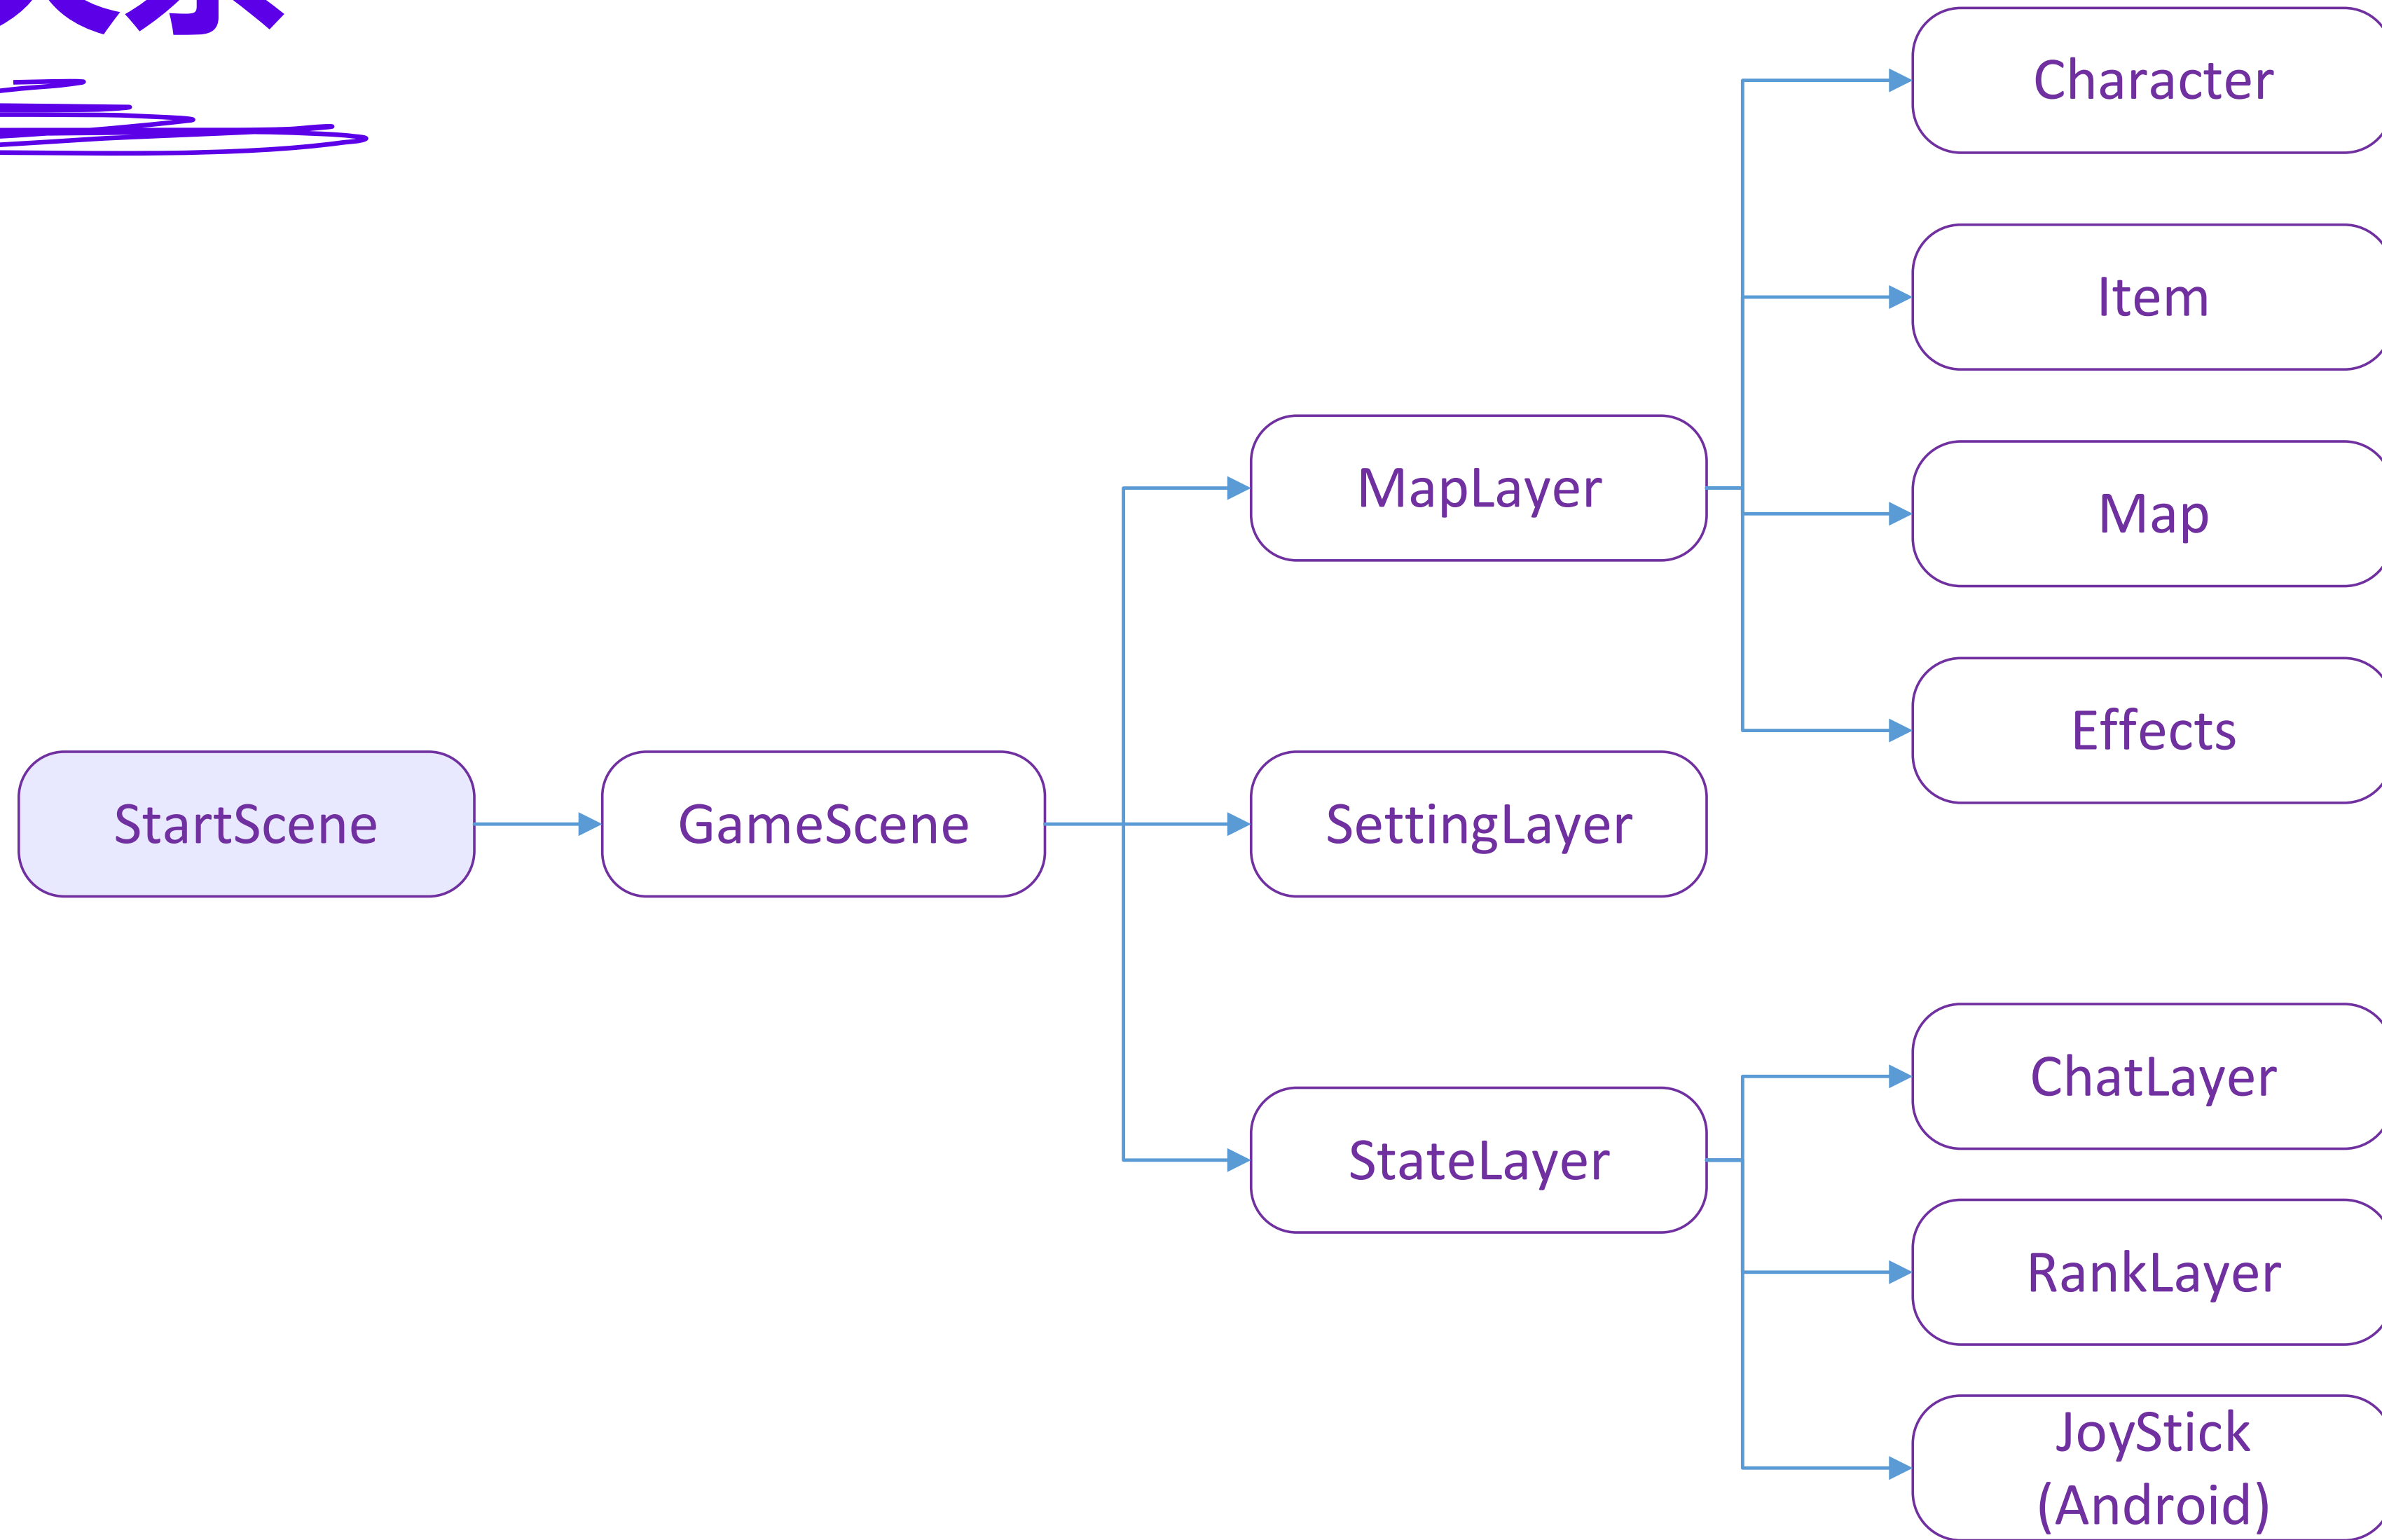 Character
Item
MapLayer
Map
Effects
StartScene
GameScene
SettingLayer
ChatLayer
StateLayer
RankLayer
JoyStick
(Android)